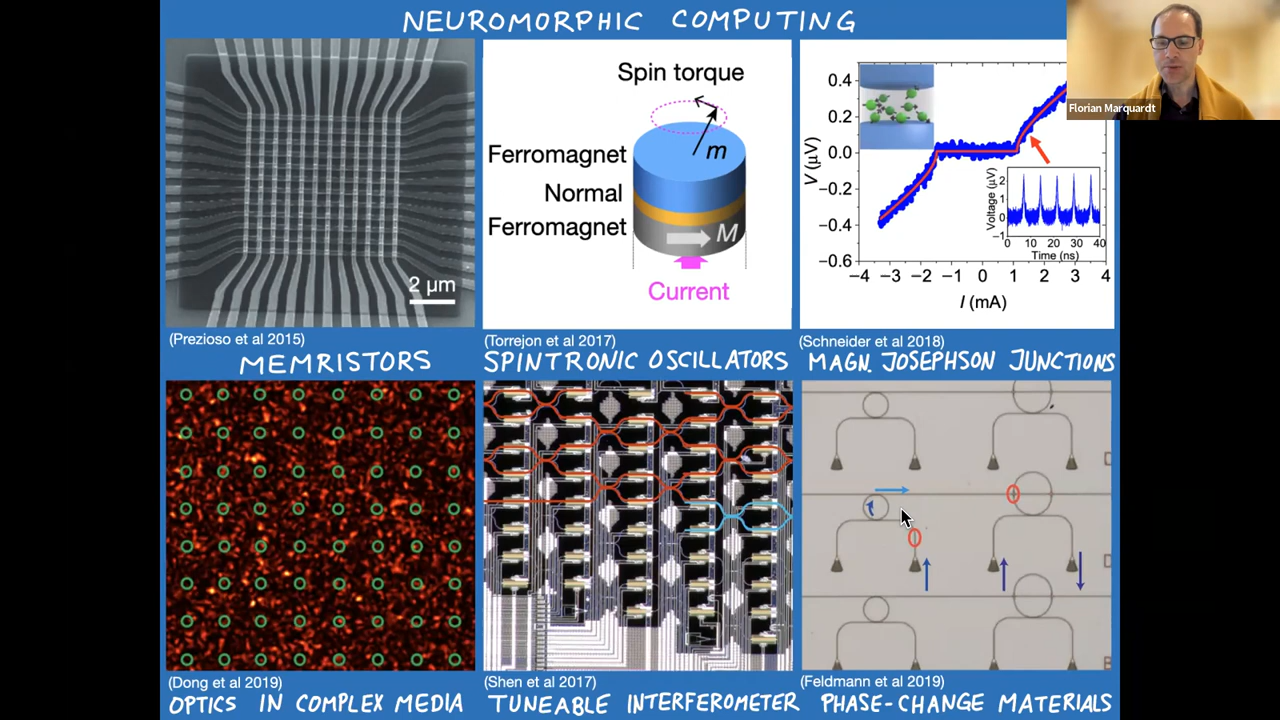 NEUROMORPHIC COMPUTING
Florian Marquardt
2 μm
(Prezioso et al 2015)
MEMRISTORS
Spin torque
m
Ferromagnet
Normal
Ferromagnet
M
Current
(Torrejon et al 2017)
SPINTRONIC OSCILLATORS
V (μV)
0.4
0.2
0.0
−0.2
−0.4
−0.6
−4 −3 −2 −1 0 1 2 3 4
I (mA)
Voltage (μV)
2
1
0
−1
0 10 20 30 40
Time (ns)
(Schneider et al 2018)
MAGN. JOSEPHSON JUNCTIONS
(Dong et al 2019)
OPTICS IN COMPLEX MEDIA
(Shen et al 2017)
TUNEABLE INTERFEROMETER
(Feldmann et al 2019)
PHASE-CHANGE MATERIALS